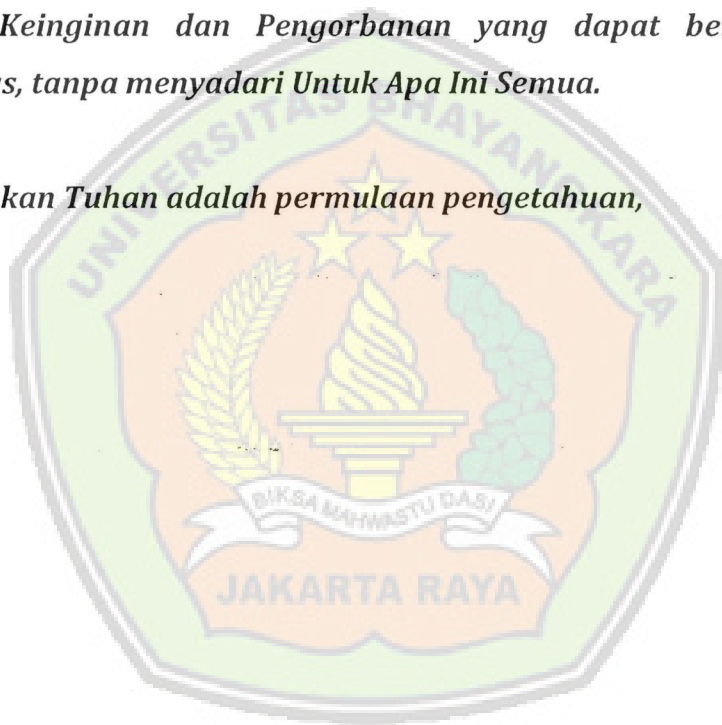 Keinginan dan Pengorbanan yang dapat be
s, tanpa menyadari Untuk Apa Ini Semua.
kan Tuhan adalah permulaan pengetahuan,
UNIVERSITAS BHAYANGKARA
BIKSA MAHWASTU DASI
JAKARTA RAYA